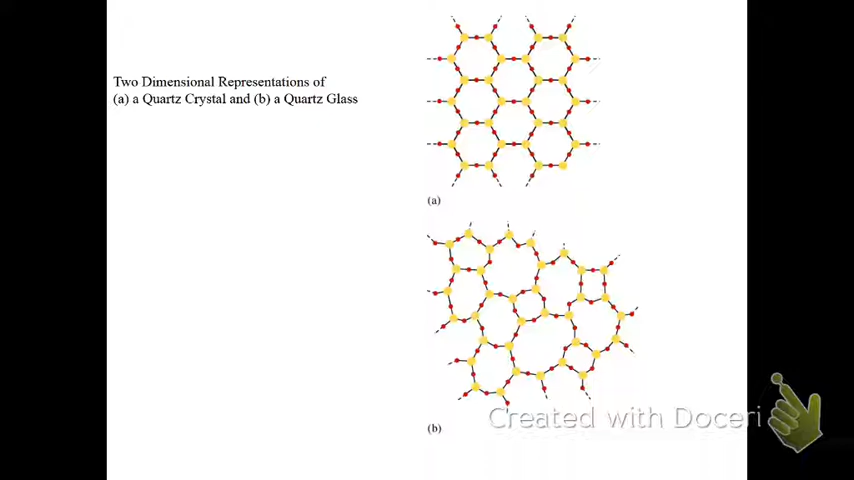 Two Dimensional Representations of
(a) a Quartz Crystal and (b) a Quartz Glass
(a)
(b)
Created with Doceri